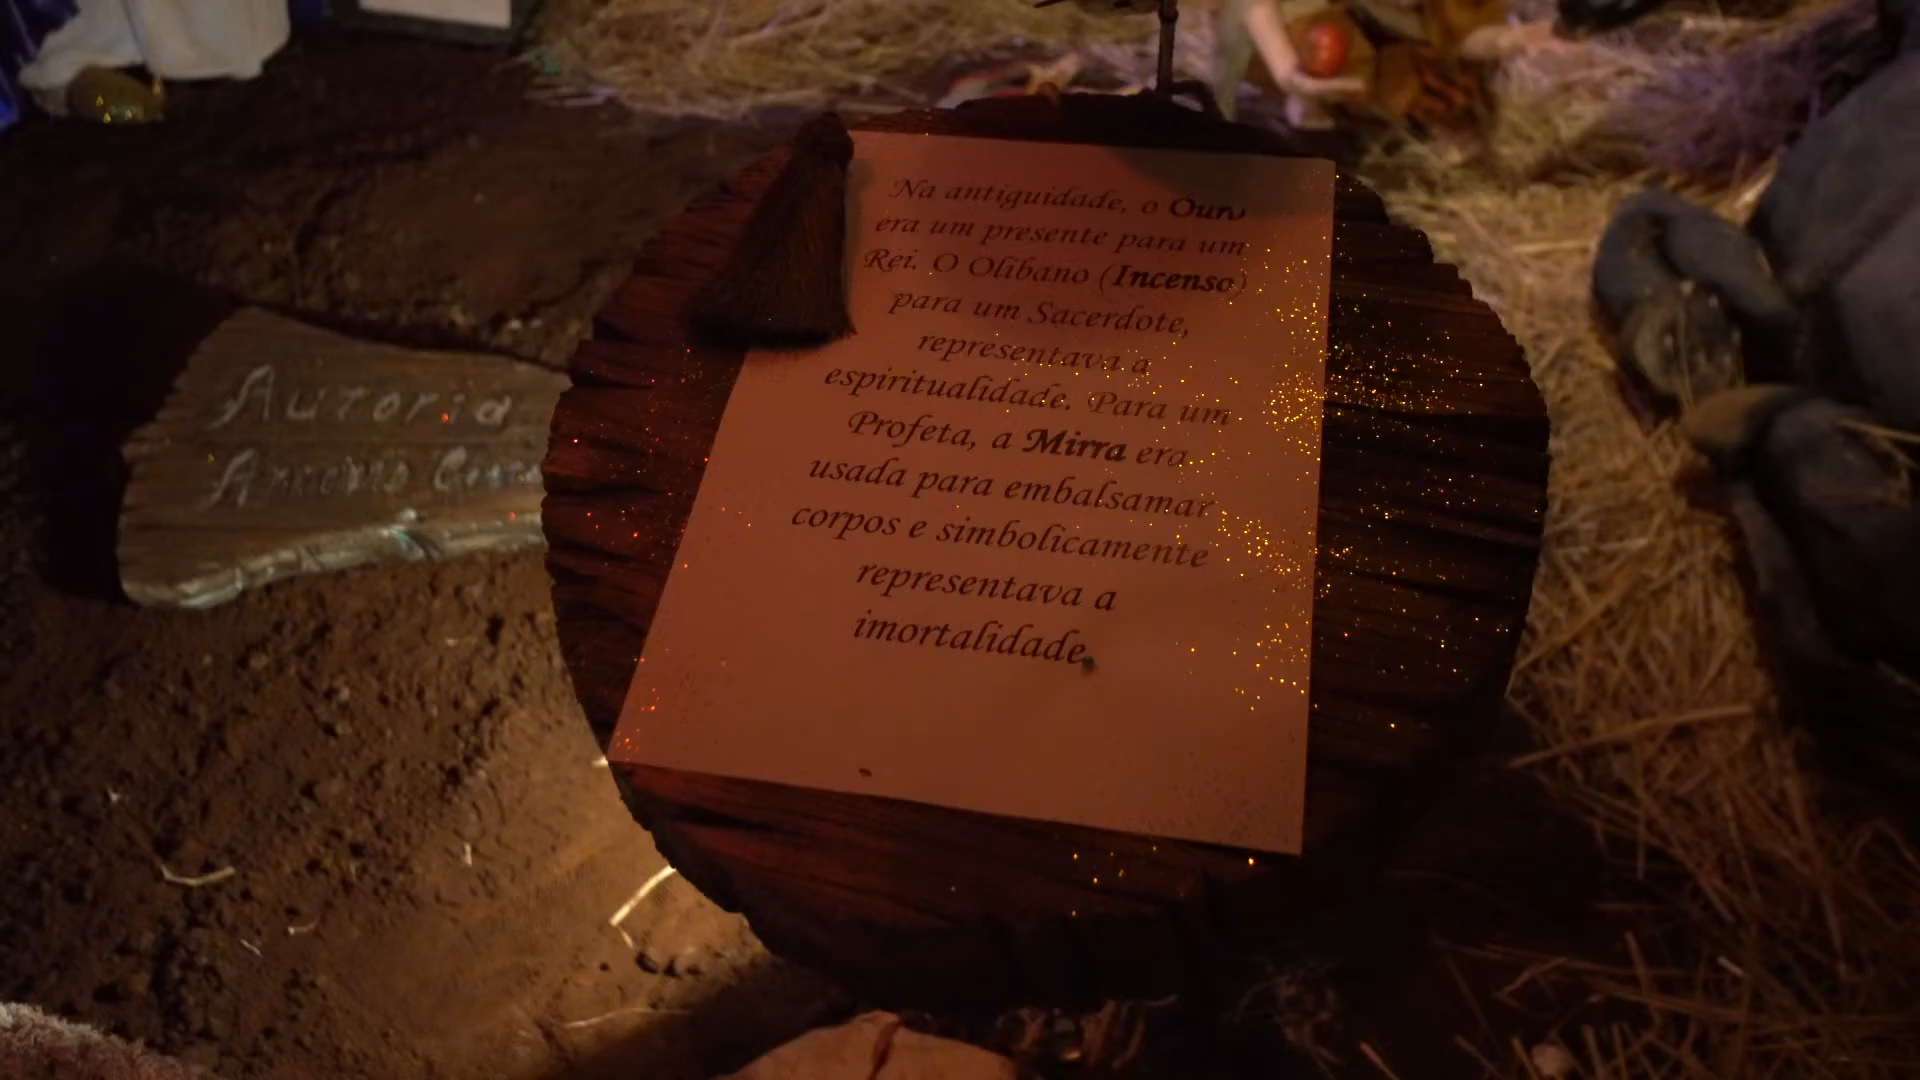 Na antiguidade, o Ouro
era um presente para um
Rei. O Olibano (Incenso)
para um Sacerdote,
representava a
espiritualidade. Para um
Profeta, a Mirra era
usada para embalsamar
corpos e simbolicamente
representava a
imortalidade.
Autoria